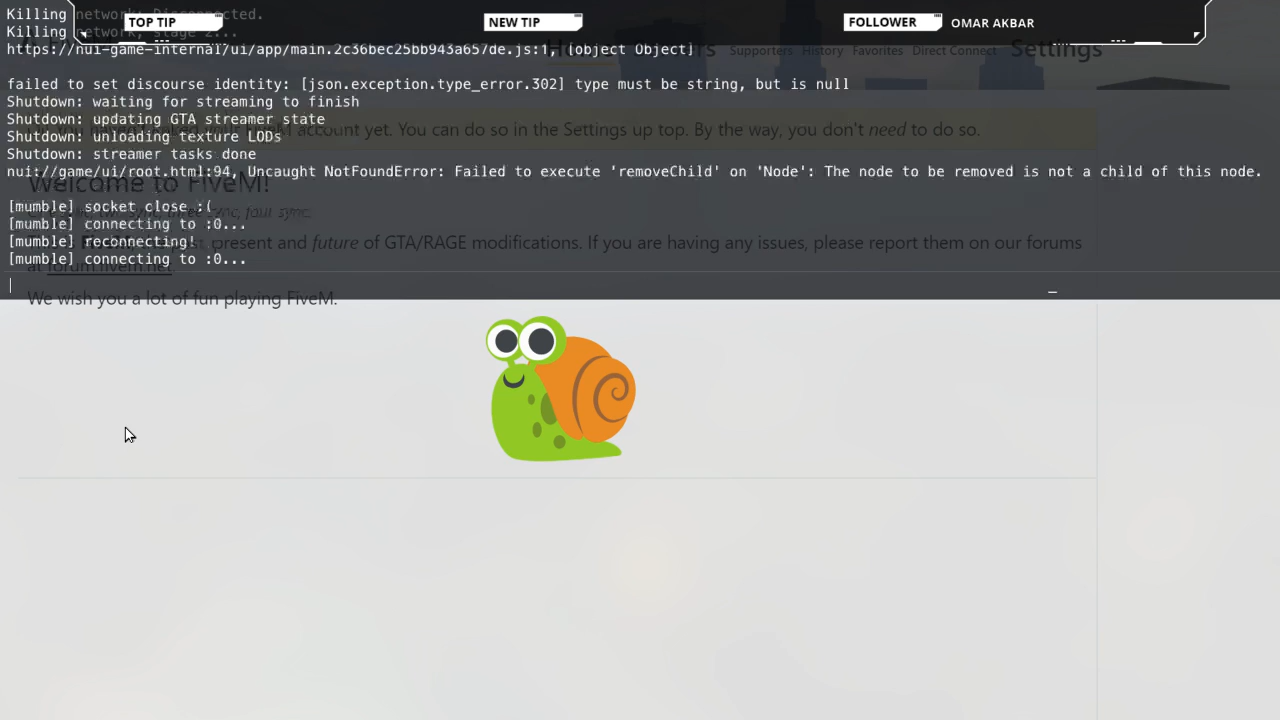 Killing network: Disconnected.
TOP TIP
NEW TIP
FOLLOWER
OMAR AKBAR
Killing network: stage 2...
https://nui-game-internal/ui/app/main.2c36bec25bb943a657de.js:1, [object Object]
Supporters History Favorites Direct Connect Settings
failed to set discourse identity: [json.exception.type_error.302] type must be string, but is null
Shutdown: waiting for streaming to finish
Shutdown: updating GTA streamer state
account yet. You can do so in the Settings up top. By the way, you don't need to do so.
Shutdown: unloading texture LODs
Shutdown: streamer tasks done
nui://game/ui/root.html:94, Uncaught NotFoundError: Failed to execute 'removeChild' on 'Node': The node to be removed is not a child of this node.
Welcome to FiveM!
[mumble] socket close ;(
sync, three sync, four sync.
[mumble] connecting to :0...
[mumble] reconnecting!
present and future of GTA/RAGE modifications. If you are having any issues, please report them on our forums
[mumble] connecting to :0...
at forum.fivem.net.
We wish you a lot of fun playing FiveM.